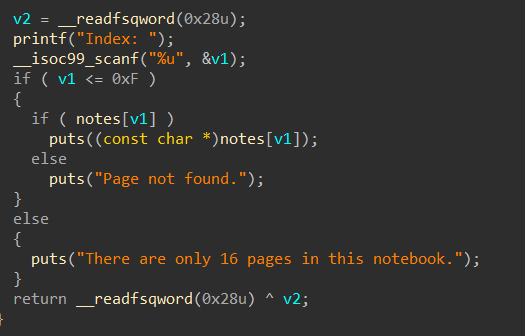 v2 = __readfsqword(0x28u);
printf("Index: ");
__isoc99_scanf("%u", &v1);
if ( v1 <= 0xF )
{
if ( notes[v1] )
puts((const char *)notes[v1]);
else
puts("Page not found.");
}
else
{
puts("There are only 16 pages in this notebook.");
}
return __readfsqword(0x28u) ^ v2;
}